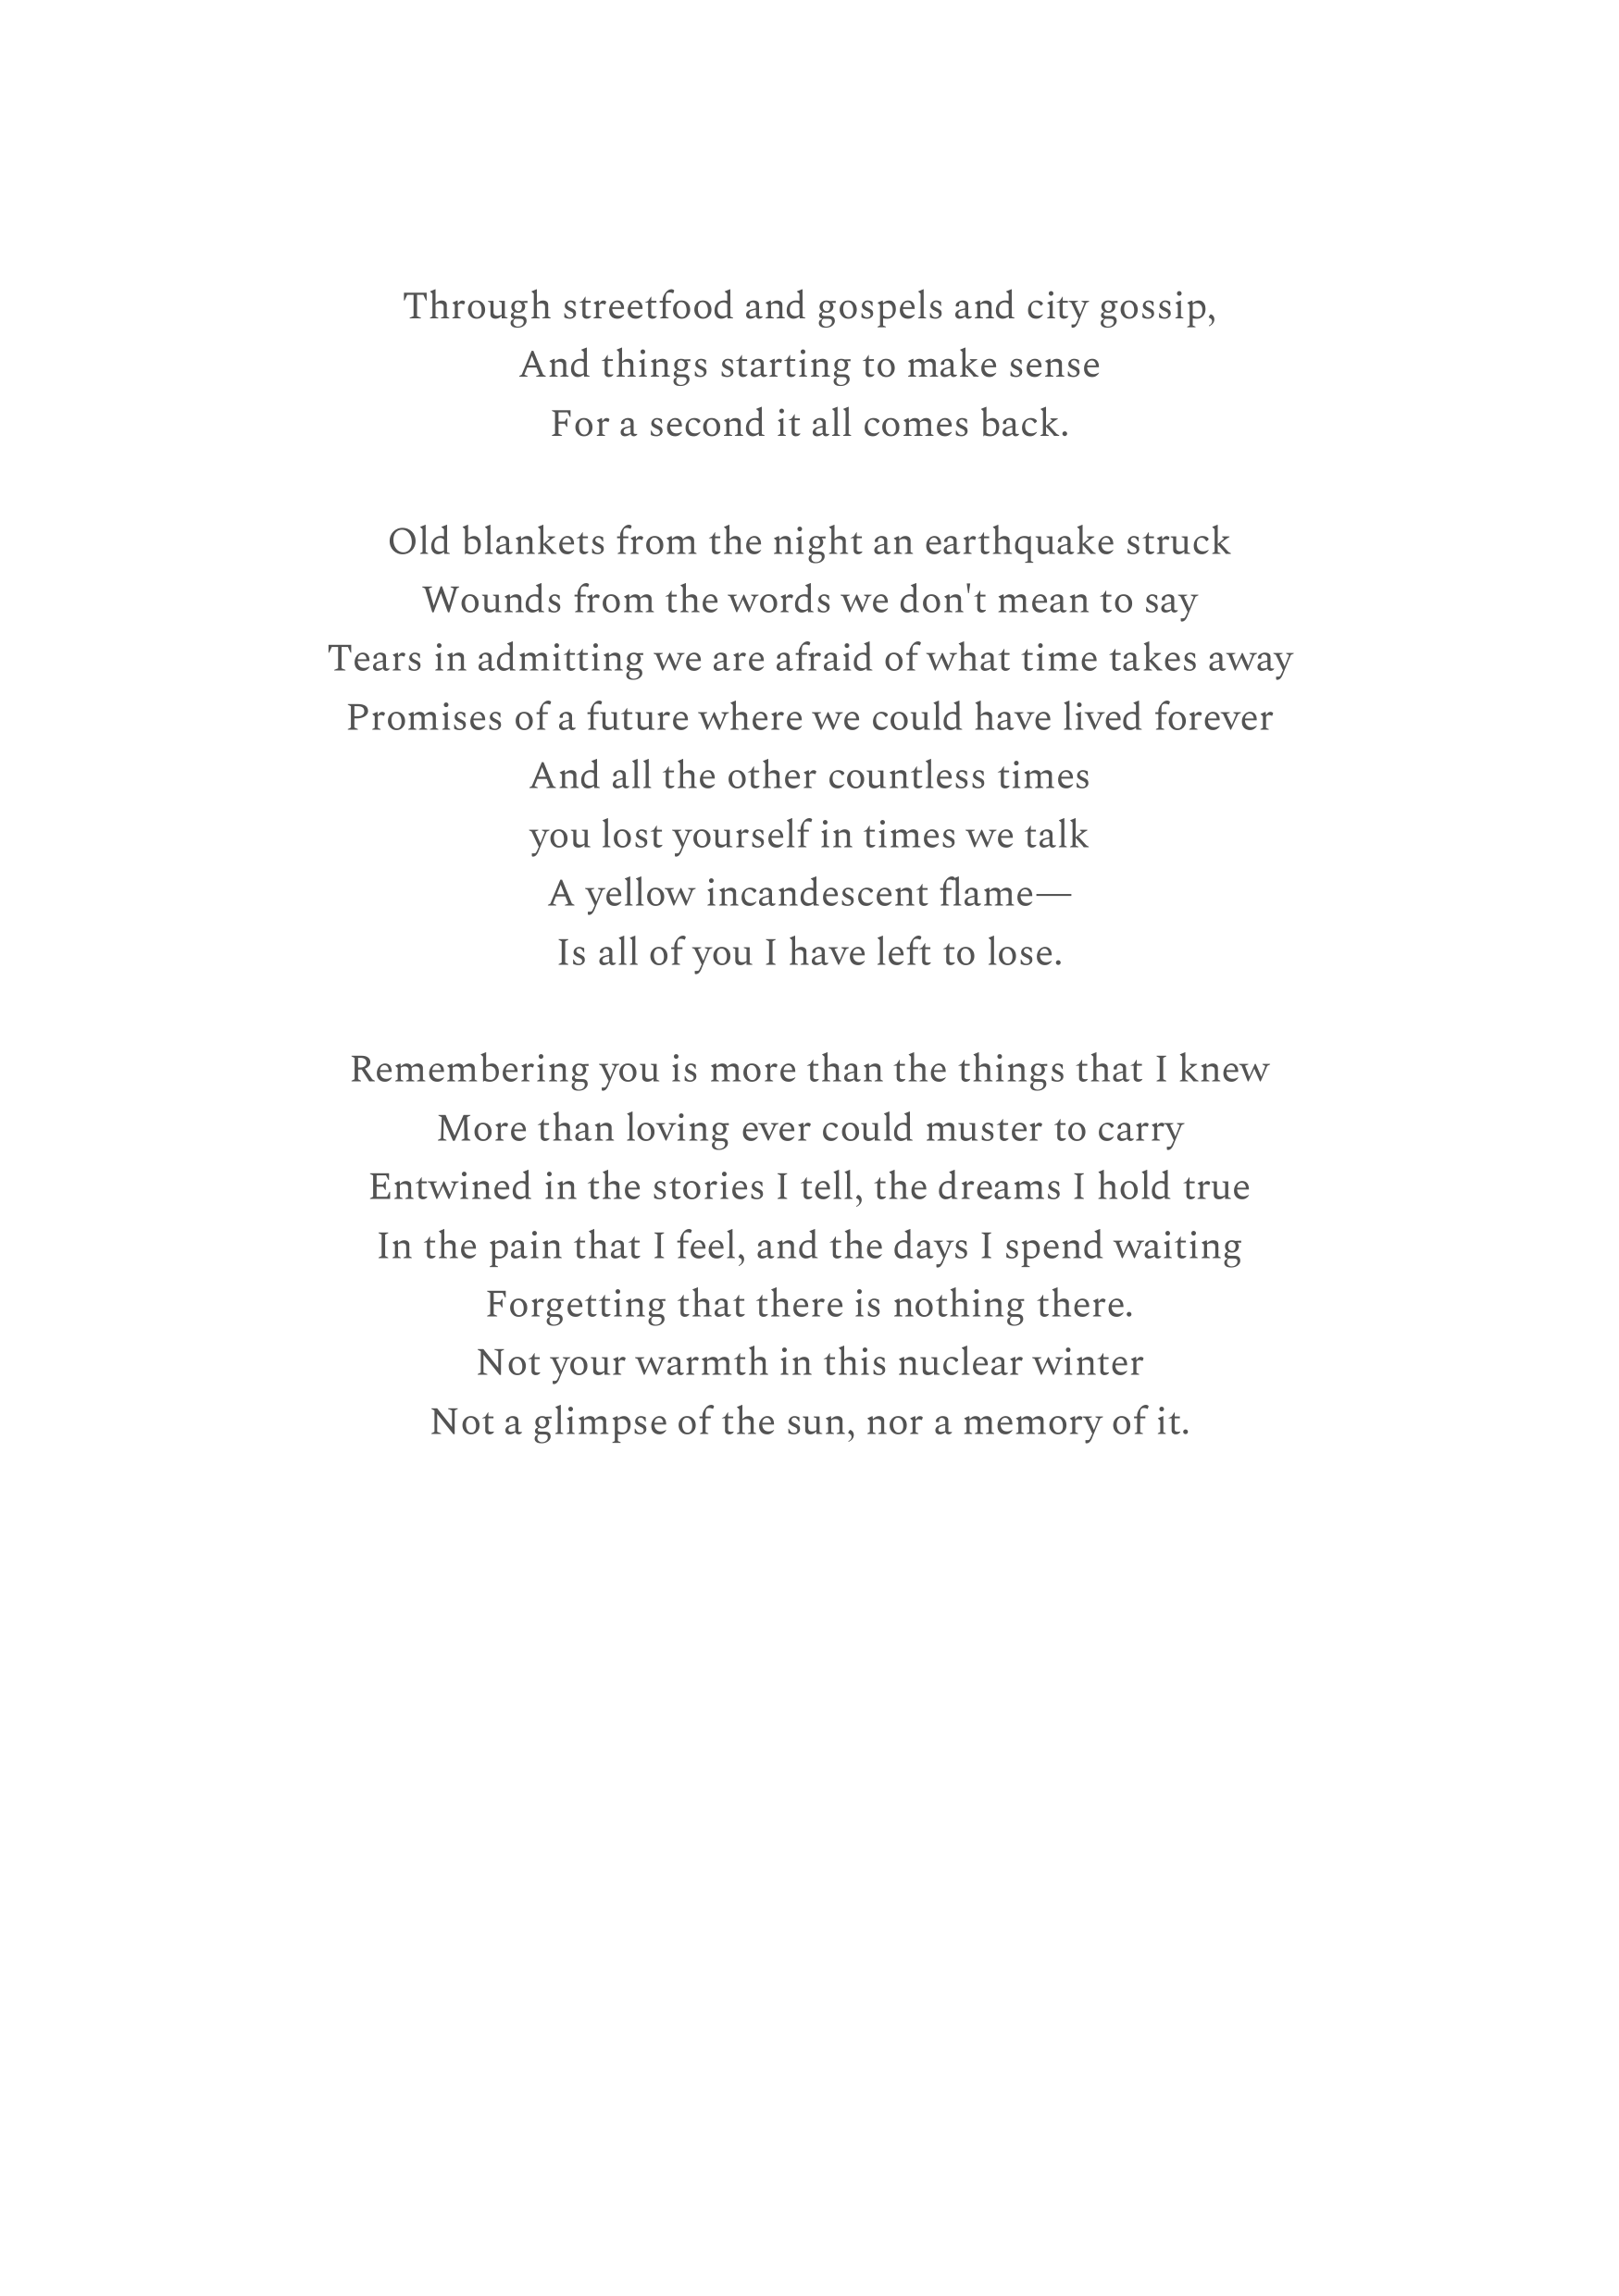 Through streetfood and gospels and city gossip,
And things starting to make sense
For a second it all comes back.

Old blankets from the night an earthquake struck
Wounds from the words we don't mean to say
Tears in admitting we are afraid of what time takes away
Promises of a future where we could have lived forever
And all the other countless times
you lost yourself in times we talk
A yellow incandescent flame—
Is all of you I have left to lose.

Remembering you is more than the things that I knew
More than loving ever could muster to carry
Entwined in the stories I tell, the dreams I hold true
In the pain that I feel, and the days I spend waiting
Forgetting that there is nothing there.
Not your warmth in this nuclear winter
Not a glimpse of the sun, nor a memory of it.